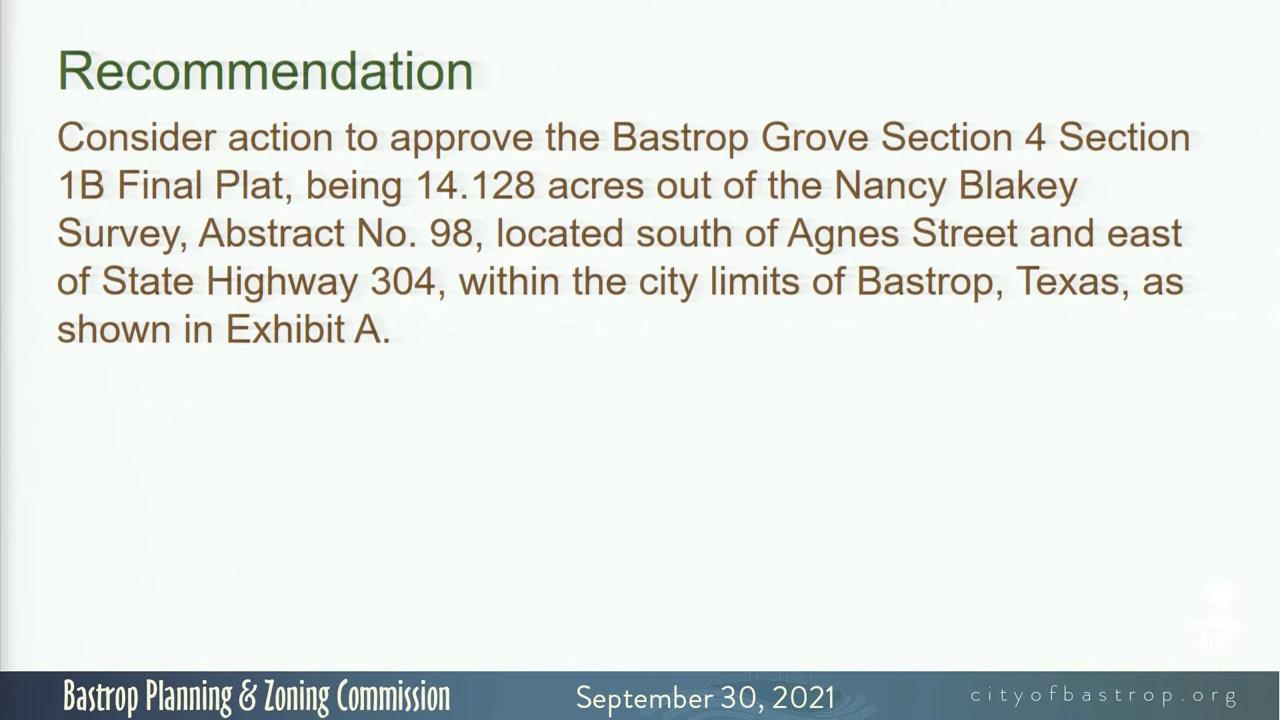 Recommendation
Consider action to approve the Bastrop Grove Section 4 Section
1B Final Plat, being 14.128 acres out of the Nancy Blakey
Survey, Abstract No. 98, located south of Agnes Street and east
of State Highway 304, within the city limits of Bastrop, Texas, as
shown in Exhibit A.
Bastrop Planning & Zoning Commission
September 30, 2021
cityofbastrop.org